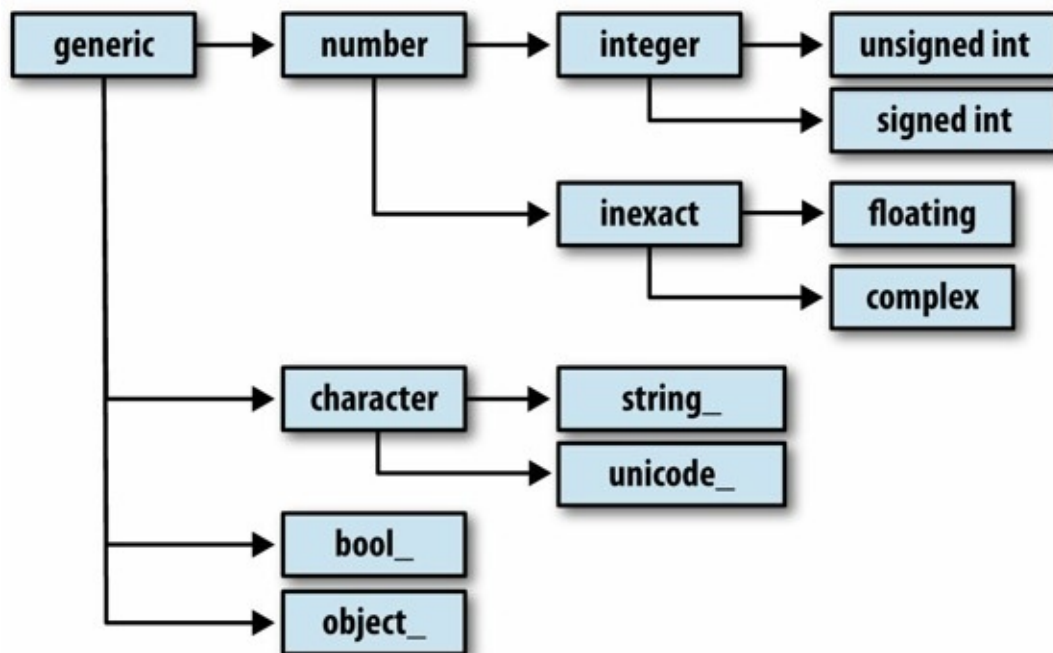 generic
number
integer
unsigned int
signed int
inexact
floating
complex
character
string_
unicode_
bool_
object_